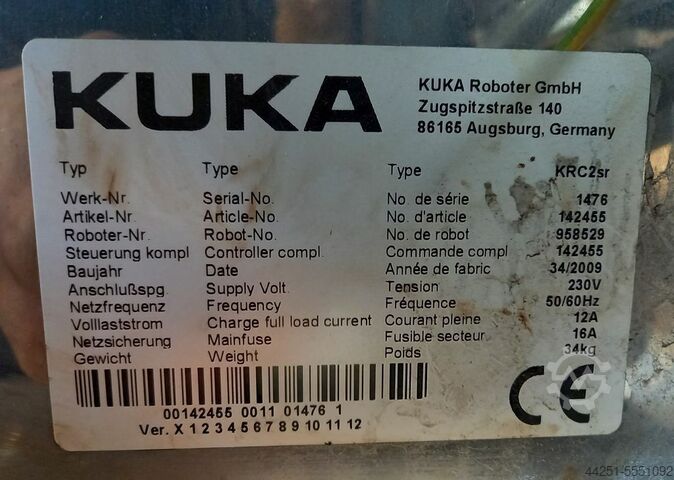 KUKA
KUKA Roboter GmbH
Zugspitzstraße 140
86165 Augsburg, Germany
Typ Type Type KRC2sr
Werk-Nr. Serial-No. No. de série 1476
Artikel-Nr. Article-No. No. d'article 142455
Roboter-Nr. Robot-No. No. de robot 958529
Steuerung kompl Controller compl. Commande compl 142455
Baujahr Date Année de fabric 34/2009
Anschlußspg. Supply Volt. Tension 230V
Netzfrequenz Frequency Fréquence 50/60Hz
Volllaststrom Charge full load current Courant pleine 12A
Netzsicherung Mainfuse Fusible secteur 16A
Gewicht Weight Poids 34kg
00142455 0011 01476 1
Ver. X 1 2 3 4 5 6 7 8 9 10 11 12
CE
44251-5551092